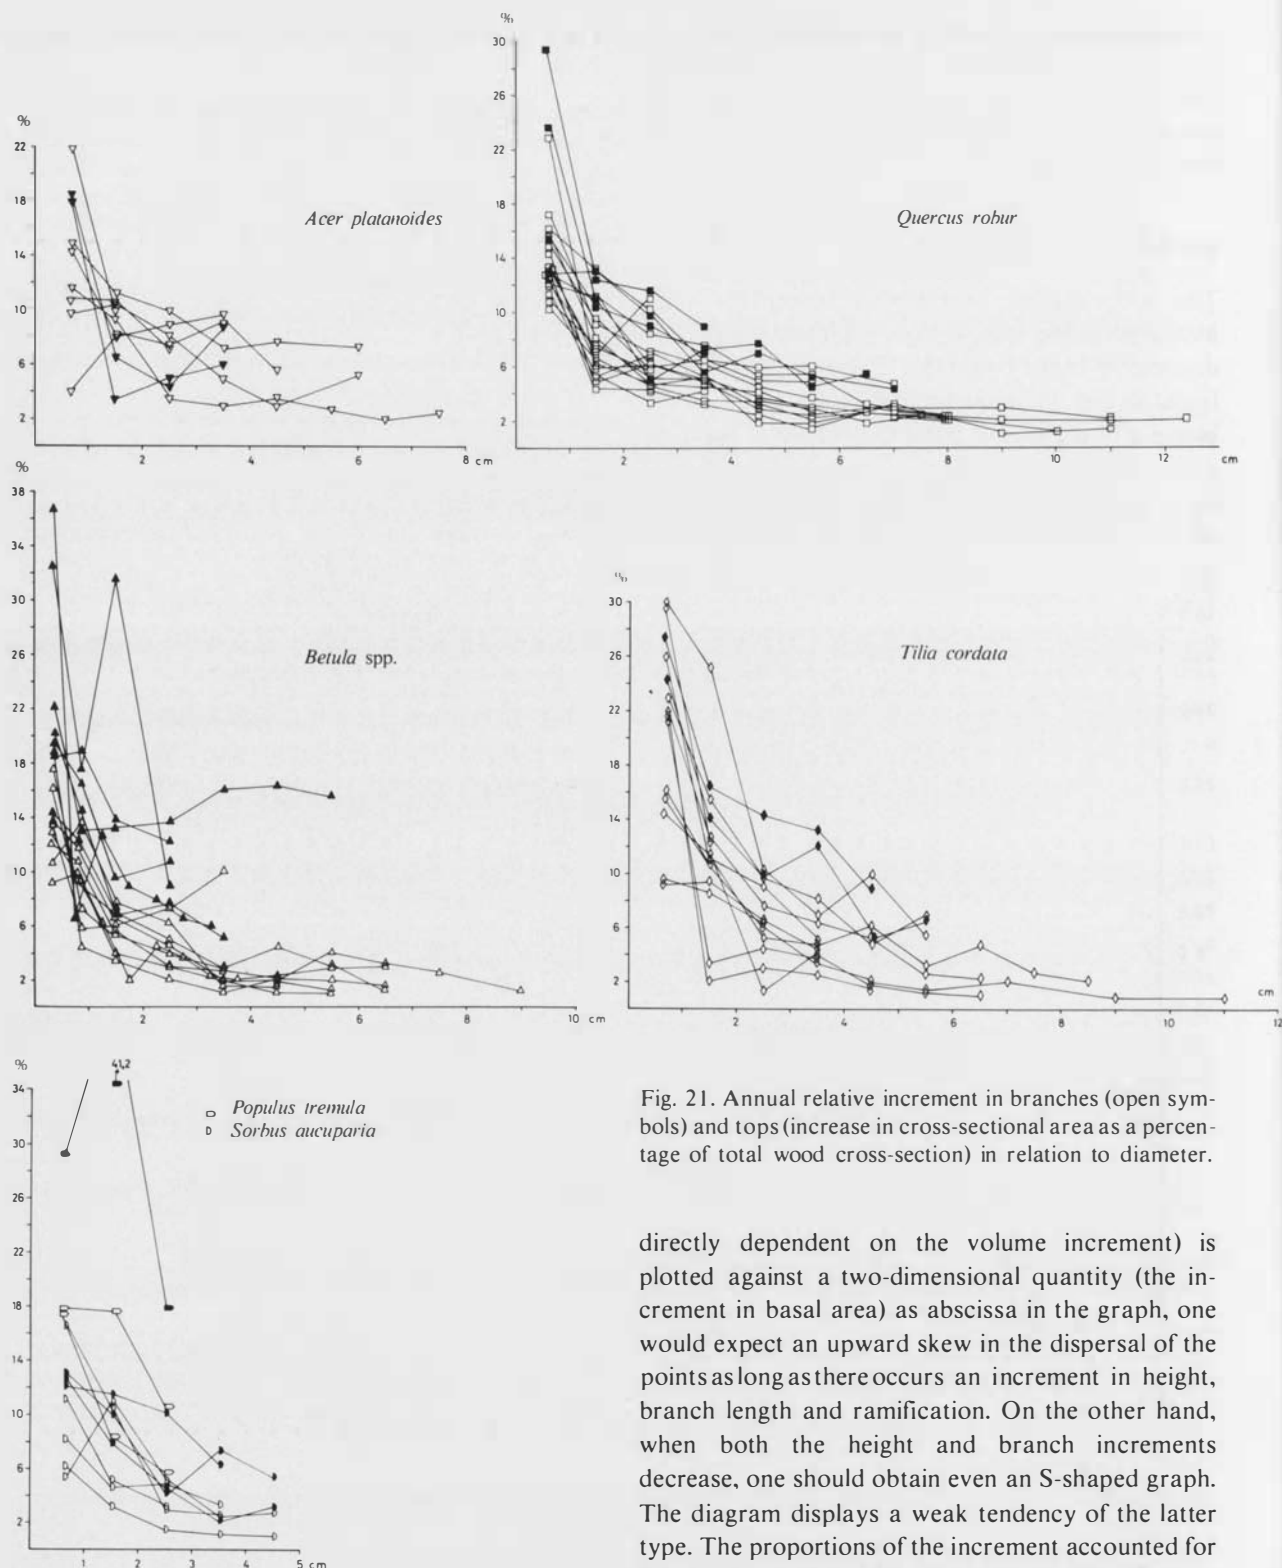 %
22
18
14
10
6
2
2
4
6
8 cm
Acer platanoides
%
30
26
22
18
14
10
6
2
2
4
6
8
10
12
cm
Quercus robur
%
38
34
30
26
22
18
14
10
6
2
2
4
6
8
10 cm
Betula spp.
%
30
26
22
18
14
10
6
2
2
4
6
8
10
12
cm
Tilia cordata
%
41,2
34
30
26
22
18
14
10
6
2
1
2
3
4
5 cm
Populus tremula
Sorbus aucuparia
Fig. 21. Annual relative increment in branches (open sym-
bols) and tops (increase in cross-sectional area as a percen-
tage of total wood cross-section) in relation to diameter.
directly dependent on the volume increment) is
plotted against a two-dimensional quantity (the in-
crement in basal area) as abscissa in the graph, one
would expect an upward skew in the dispersal of the
points as long as there occurs an increment in height,
branch length and ramification. On the other hand,
when both the height and branch increments
decrease, one should obtain even an S-shaped graph.
The diagram displays a weak tendency of the latter
type. The proportions of the increment accounted for